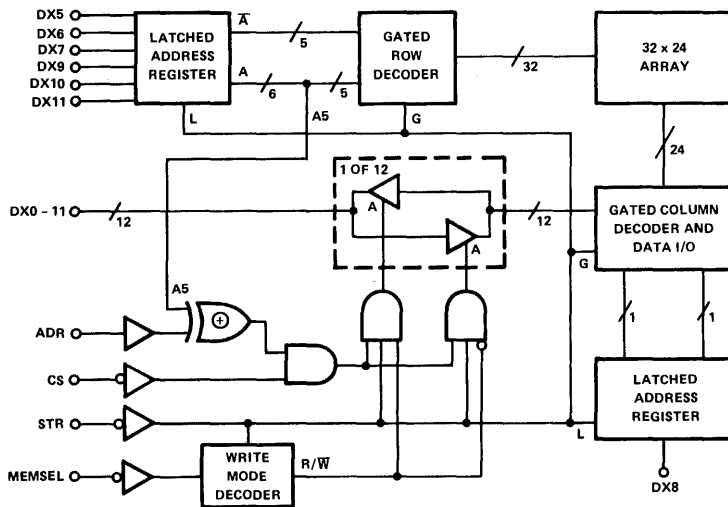 DX5
DX6
DX7
DX9
DX10
DX11
LATCHED
ADDRESS
REGISTER
A̅
A
L
5
6
5
A5
GATED
ROW
DECODER
G
32
32 x 24
ARRAY
24
1 OF 12
A
A
DX0 - 11
12
12
GATED COLUMN
DECODER AND
DATA I/O
G
A5
+
ADR
CS
STR
MEMSEL
1
1
LATCHED
ADDRESS
REGISTER
L
WRITE
MODE
DECODER
R/W̅
DX8